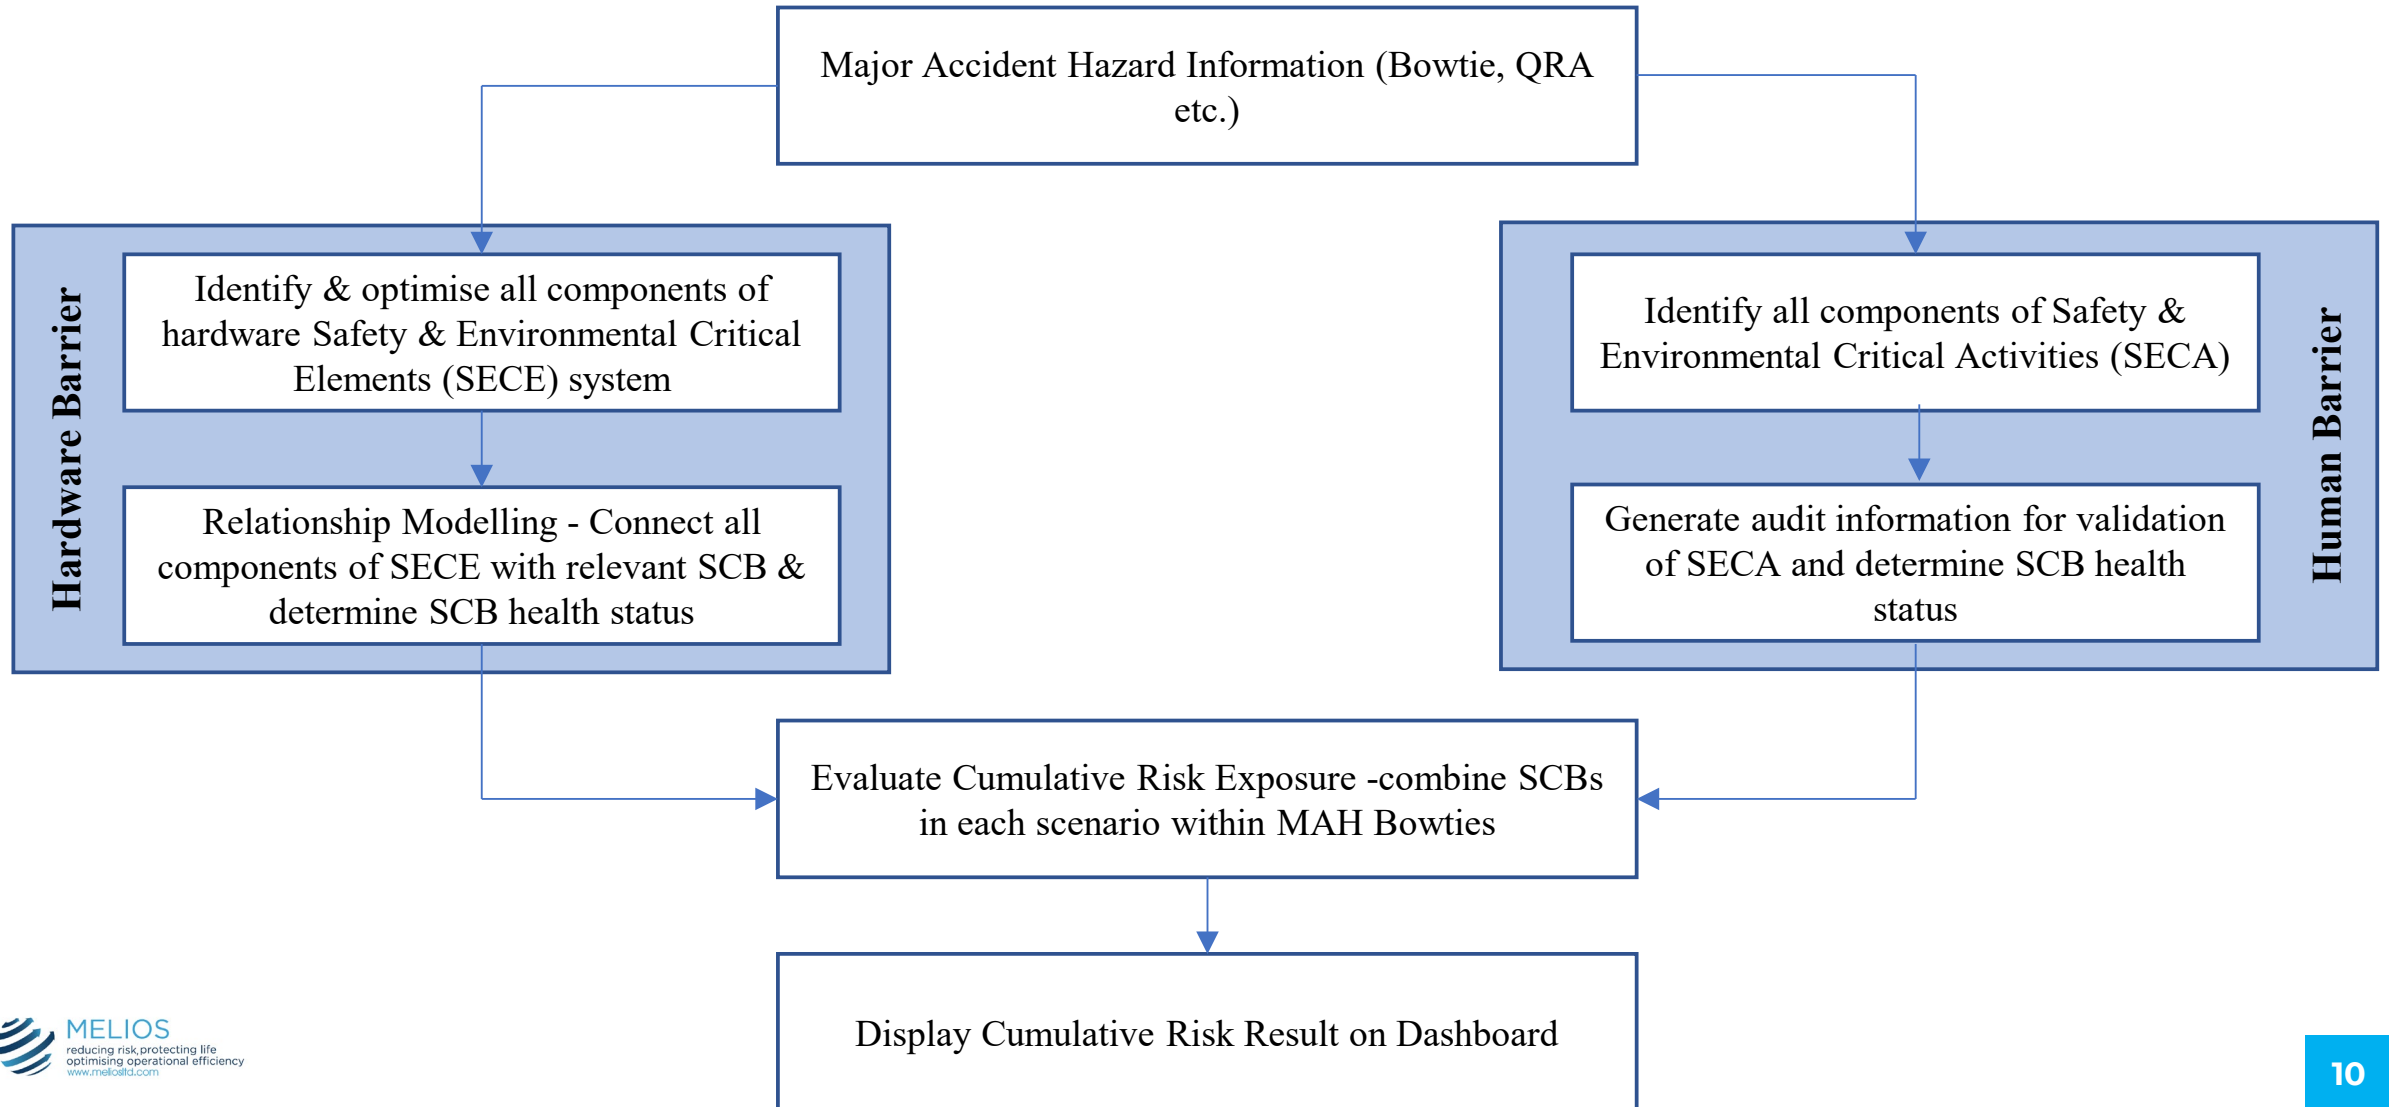 Major Accident Hazard Information (Bowtie, QRA
etc.)
Hardware Barrier
Identify & optimise all components of
hardware Safety & Environmental Critical
Elements (SECE) system
Relationship Modelling - Connect all
components of SECE with relevant SCB &
determine SCB health status
Identify all components of Safety &
Environmental Critical Activities (SECA)
Generate audit information for validation
of SECA and determine SCB health
status
Human Barrier
Evaluate Cumulative Risk Exposure -combine SCBs
in each scenario within MAH Bowties
Display Cumulative Risk Result on Dashboard
MELIOS
reducing risk, protecting life
optimising operational efficiency
www.meliosltd.com
10